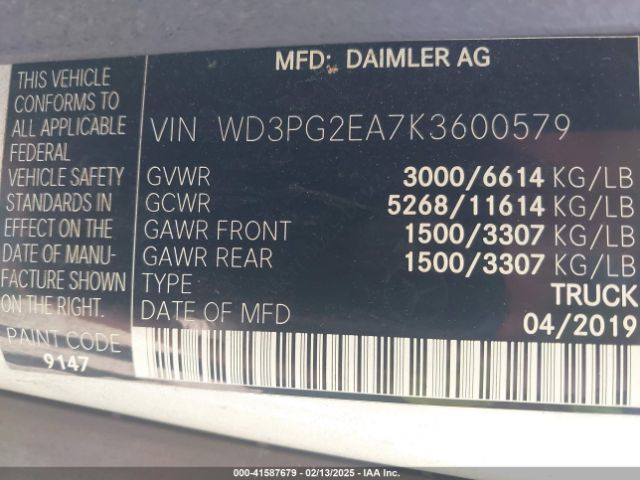 MFD: DAIMLER AG
THIS VEHICLE
CONFORMS TO
ALL APPLICABLE
FEDERAL
VEHICLE SAFETY
STANDARDS IN
EFFECT ON THE
DATE OF MANU-
FACTURE SHOWN
ON THE RIGHT.
PAINT CODE
9147
VIN WD3PG2EA7K3600579
GVWR 3000/6614 KG/LB
GCWR 5268/11614 KG/LB
GAWR FRONT 1500/3307 KG/LB
GAWR REAR 1500/3307 KG/LB
TYPE TRUCK
DATE OF MFD 04/2019
000-41587679 | 02/13/2025 | IAA Inc.